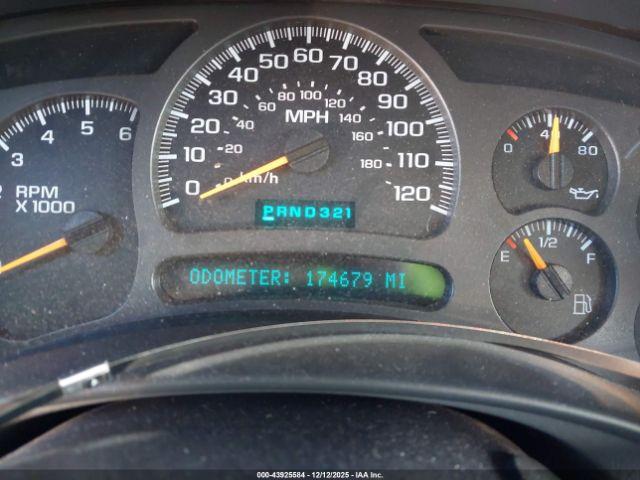 3 4 5 6
RPM
X 1000
0 10 20 30 40 50 60 70 80 90 100 110 120
20 40 60 80 100 120 140 160 180
MPH
km/h
PRND321
ODOMETER: 174679 MI
0 40 80
E 1/2 F
000-43925584 - 12/12/2025 - IAA Inc.